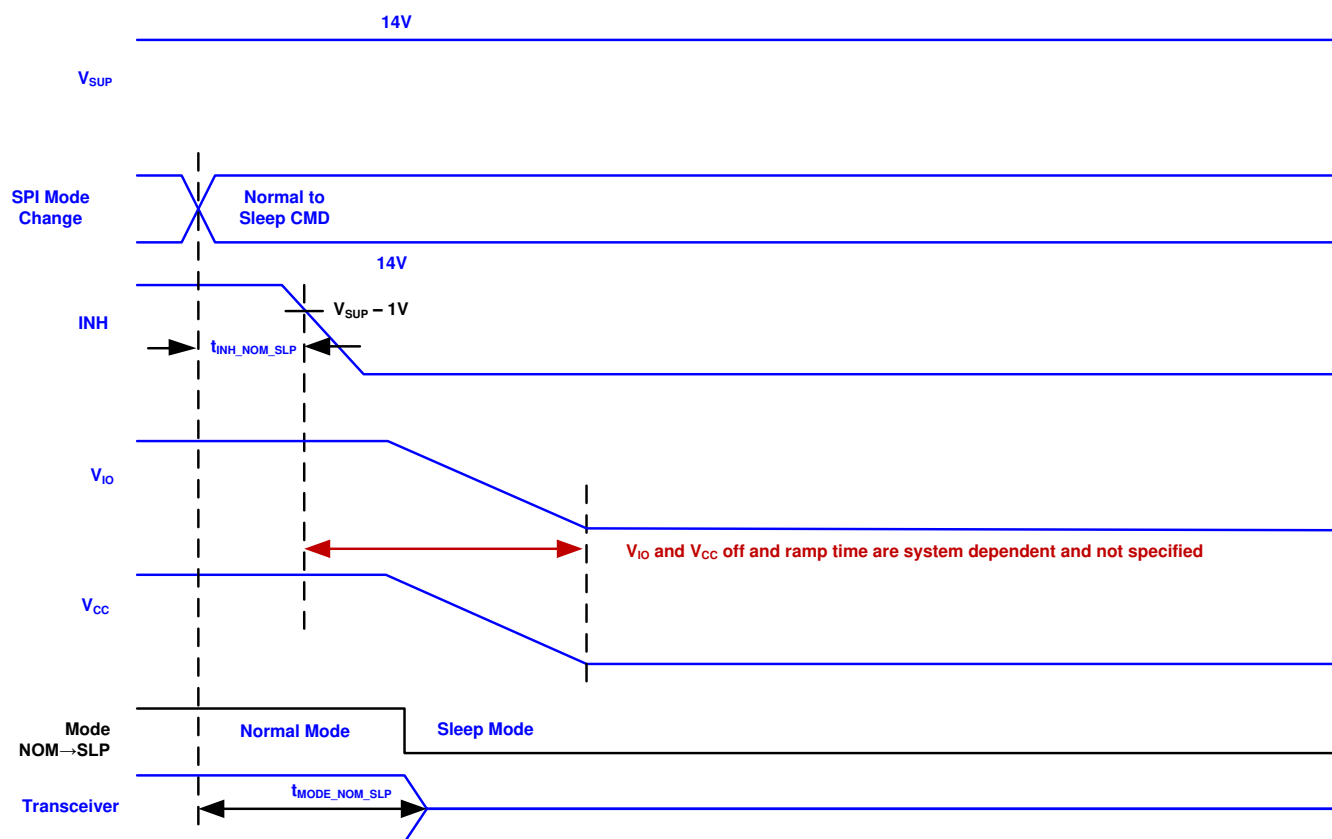 14V
VSUP
SPI Mode
Change
Normal to
Sleep CMD
14V
INH
VSUP – 1V
tINH_NOM_SLP
VIO
VIO and VCC off and ramp time are system dependent and not specified
VCC
Mode
NOM→SLP
Normal Mode
Sleep Mode
Transceiver
tMODE_NOM_SLP